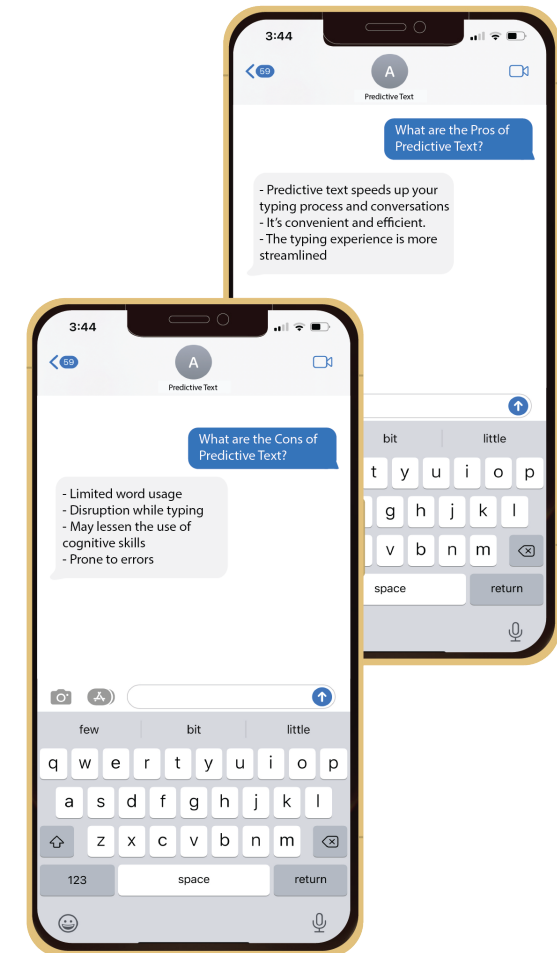 3:44
59
A
Predictive Text
What are the Pros of
Predictive Text?
- Predictive text speeds up your
typing process and conversations
- It's convenient and efficient.
- The typing experience is more
streamlined
bit little
t y u i o p
g h j k l
v b n m
space return
3:44
59
A
Predictive Text
What are the Cons of
Predictive Text?
- Limited word usage
- Disruption while typing
- May lessen the use of
cognitive skills
- Prone to errors
few bit little
q w e r t y u i o p
a s d f g h j k l
z x c v b n m
123 space return